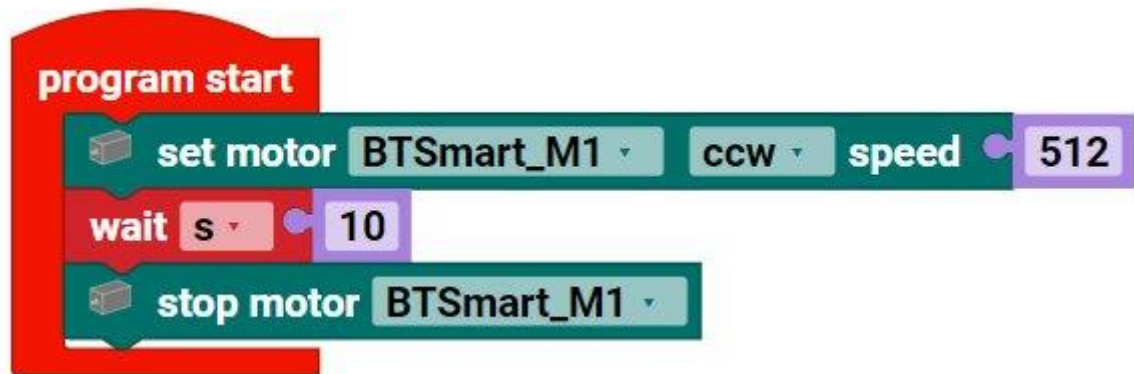 program start
set motor BTSmart_M1 ccw speed 512
wait s 10
stop motor BTSmart_M1